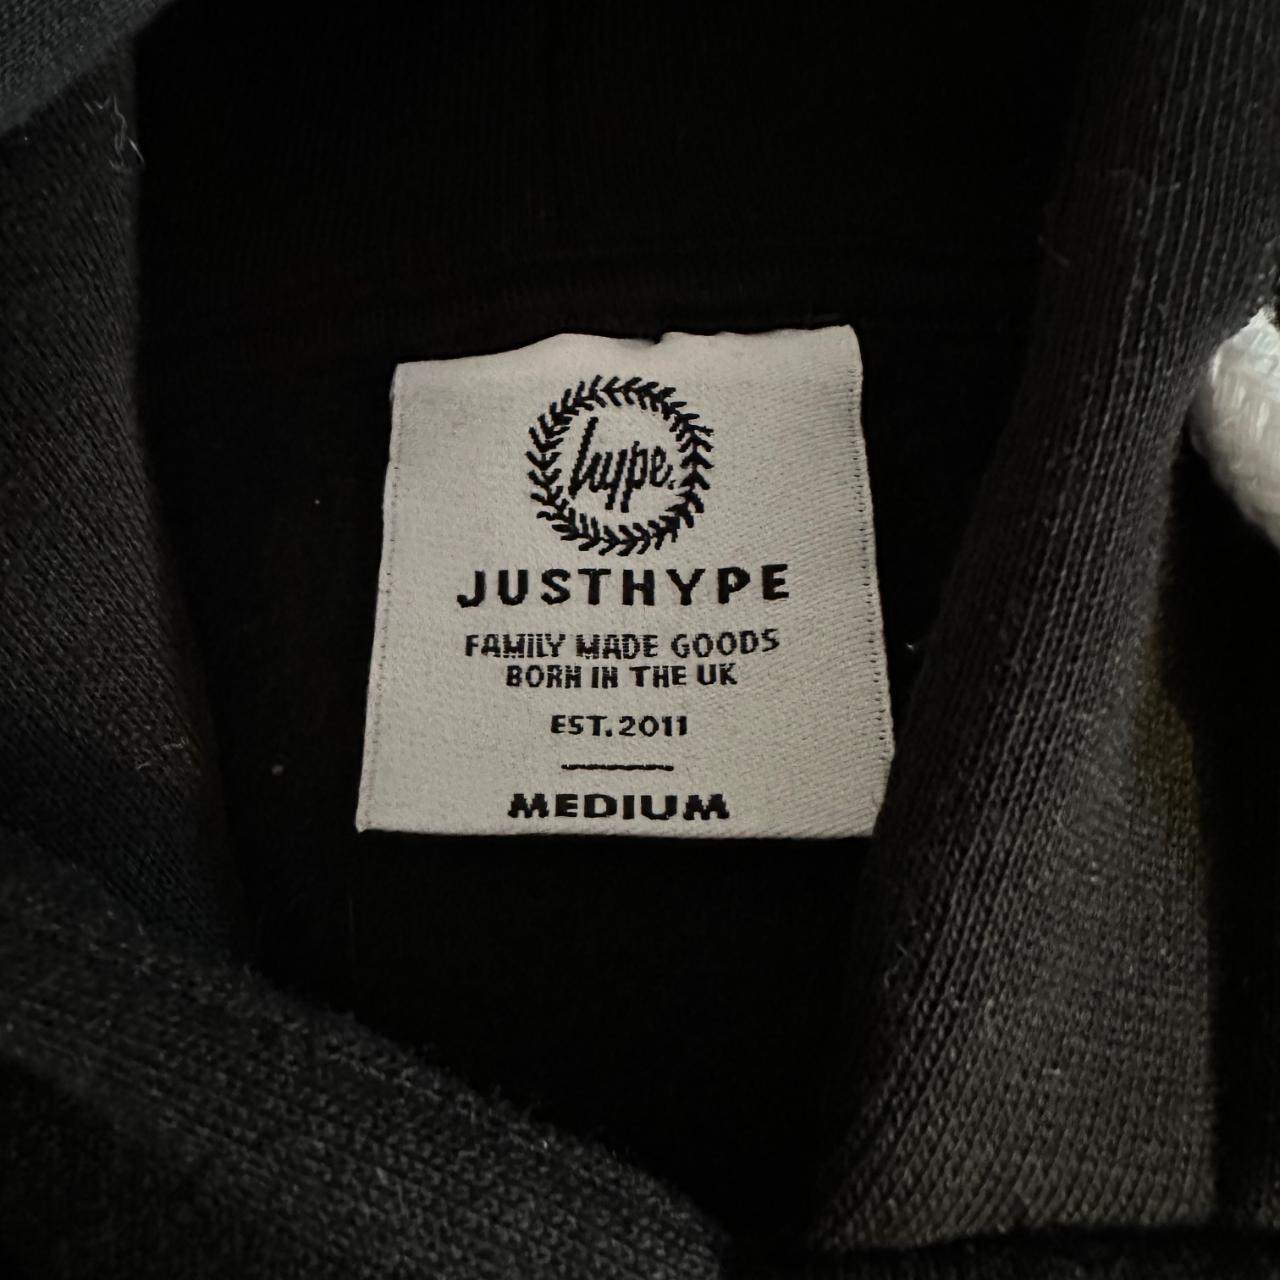 hype.
JUSTHYPE
FAMILY MADE GOODS
BORN IN THE UK
EST.2011
MEDIUM